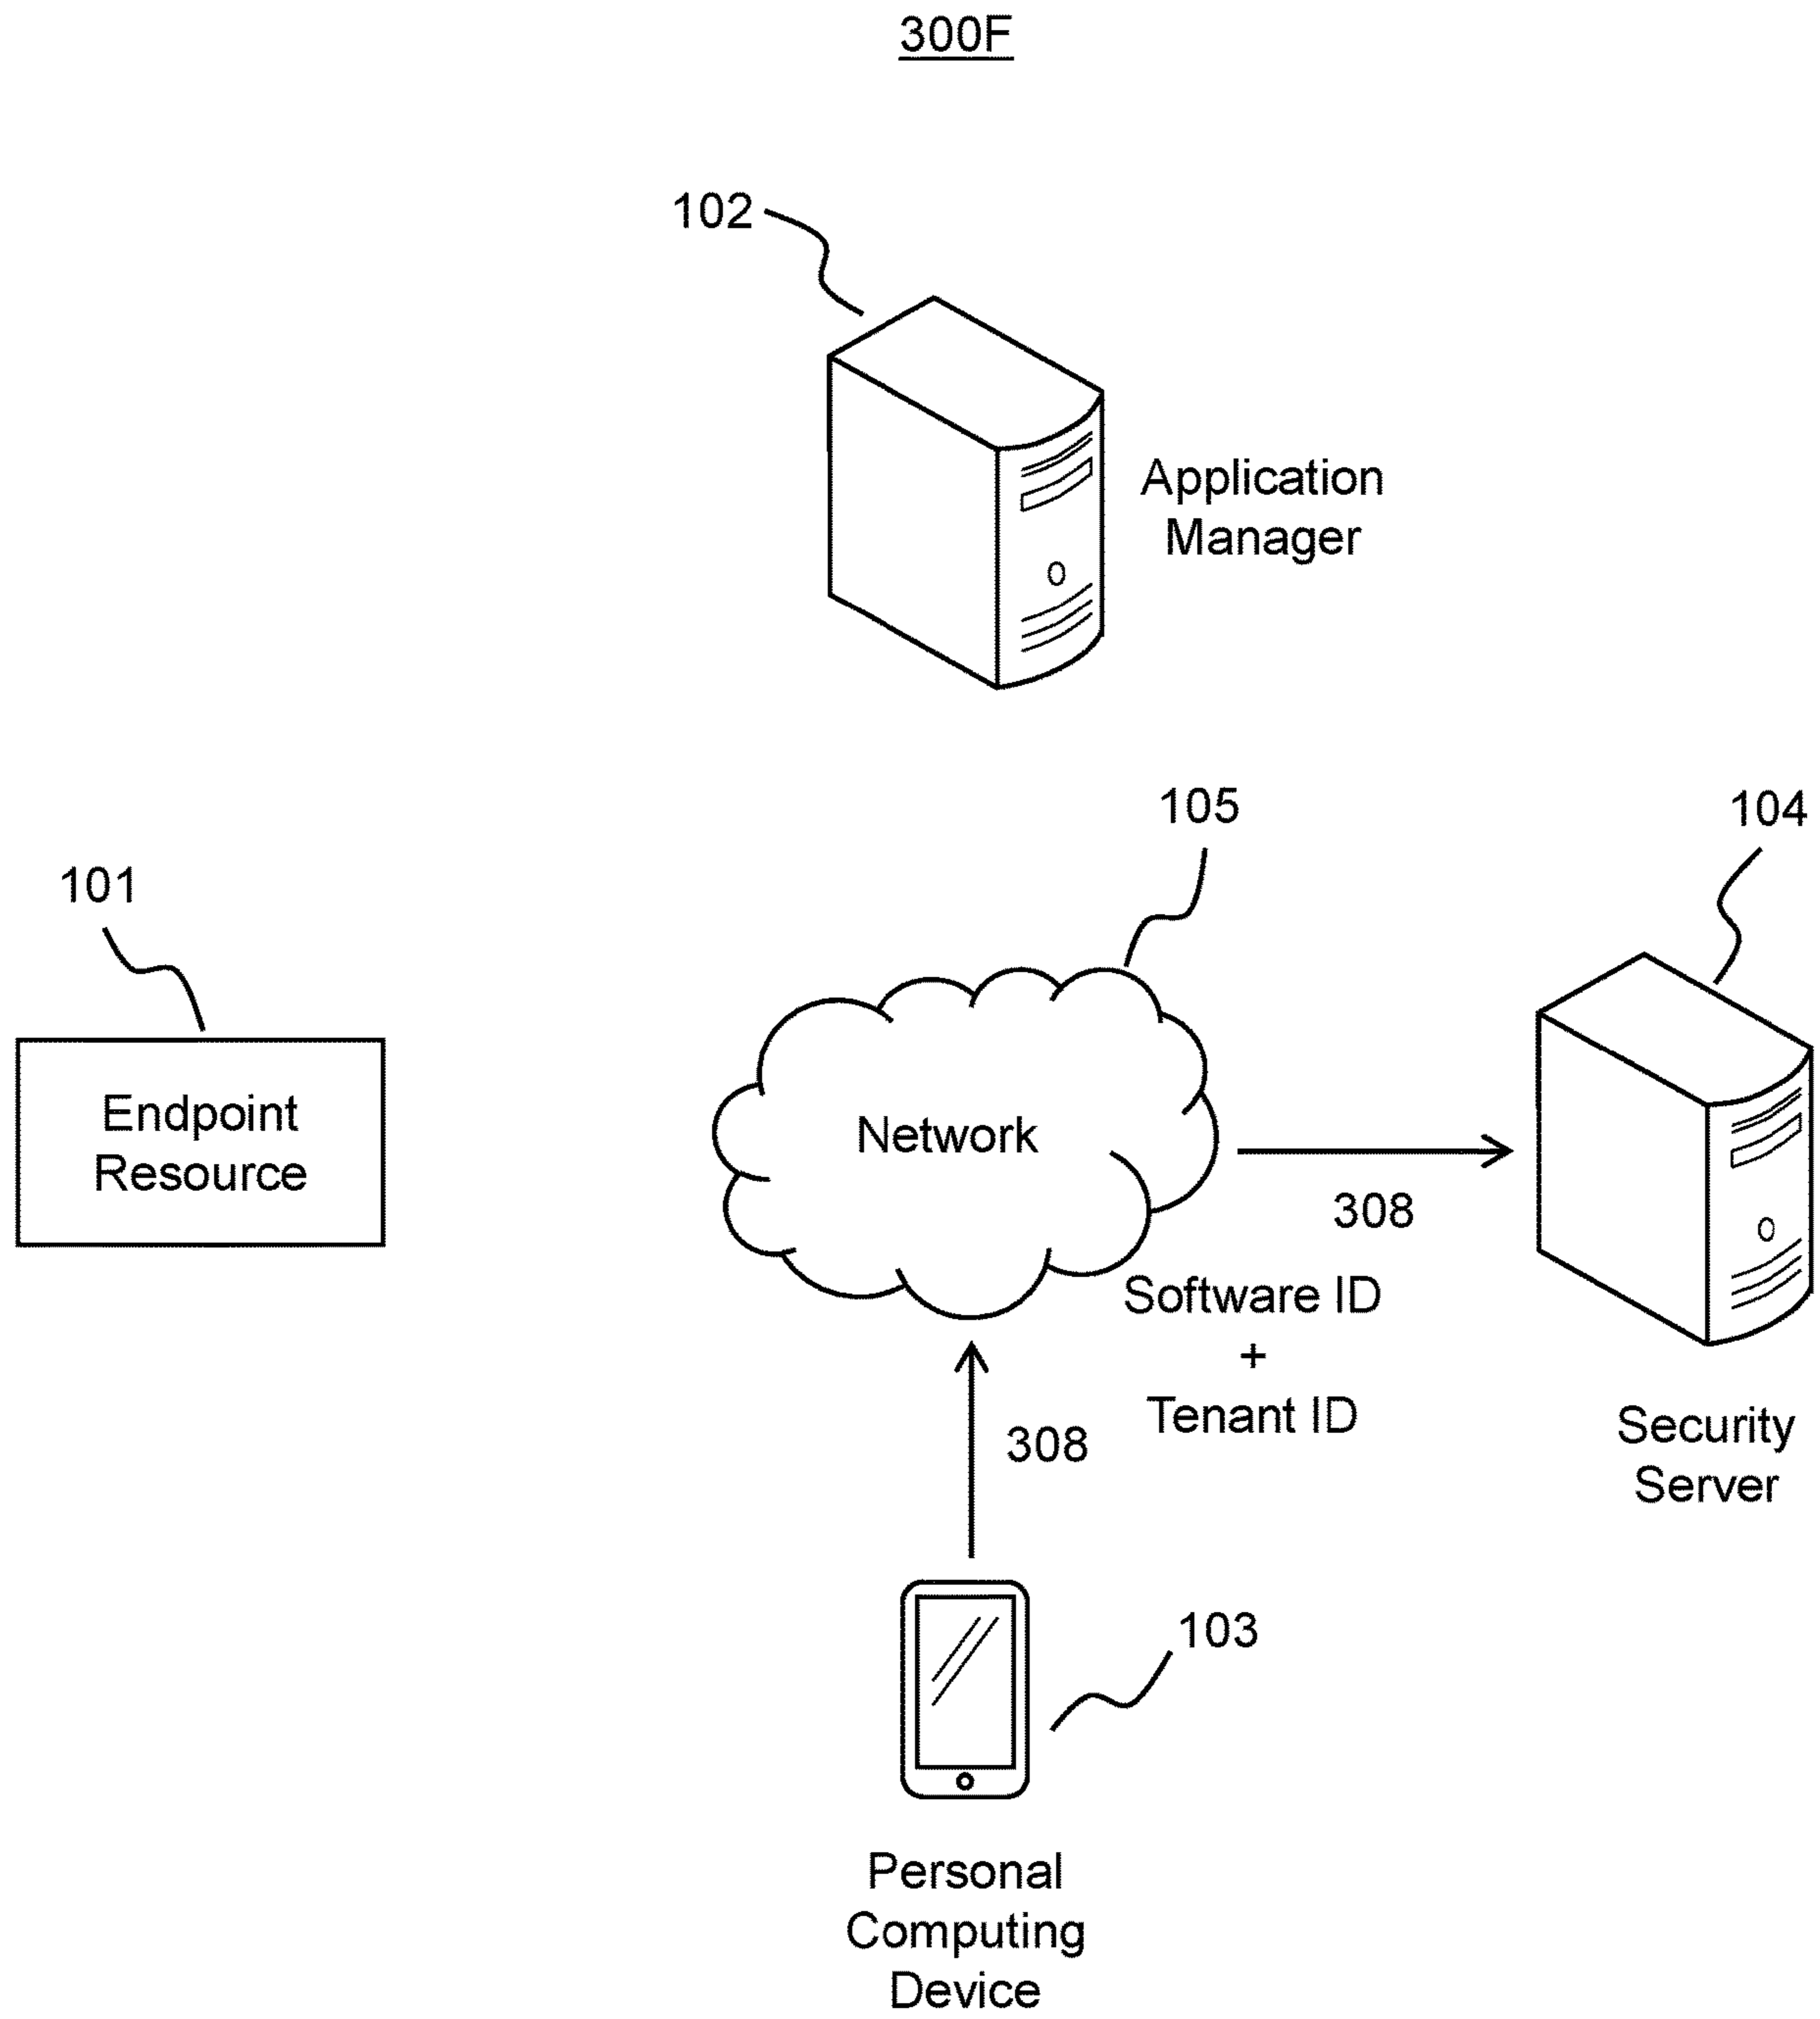 300F
102
Application
Manager
105
104
101
Endpoint
Resource
Network
308
Software ID
+
Tenant ID
308
Security
Server
103
Personal
Computing
Device